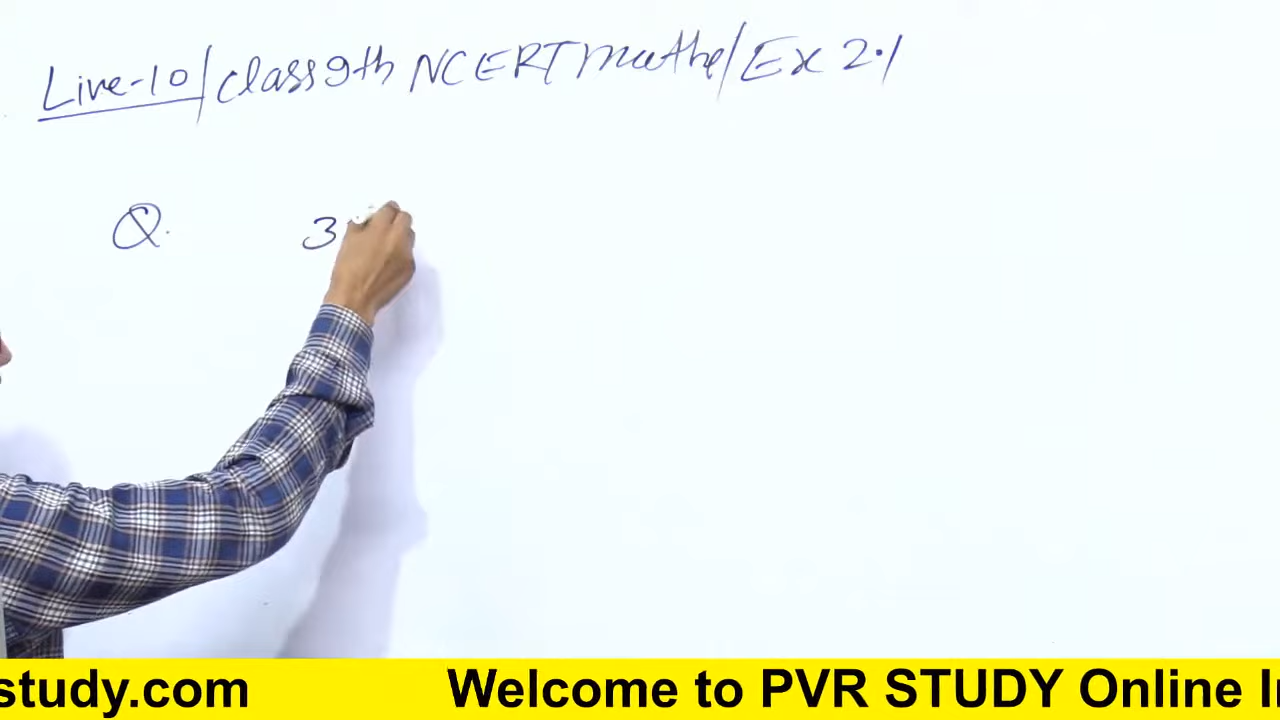 Live-10/class 9th NCERT maths/Ex 2.1
Q. 3
study.com Welcome to PVR STUDY Online I